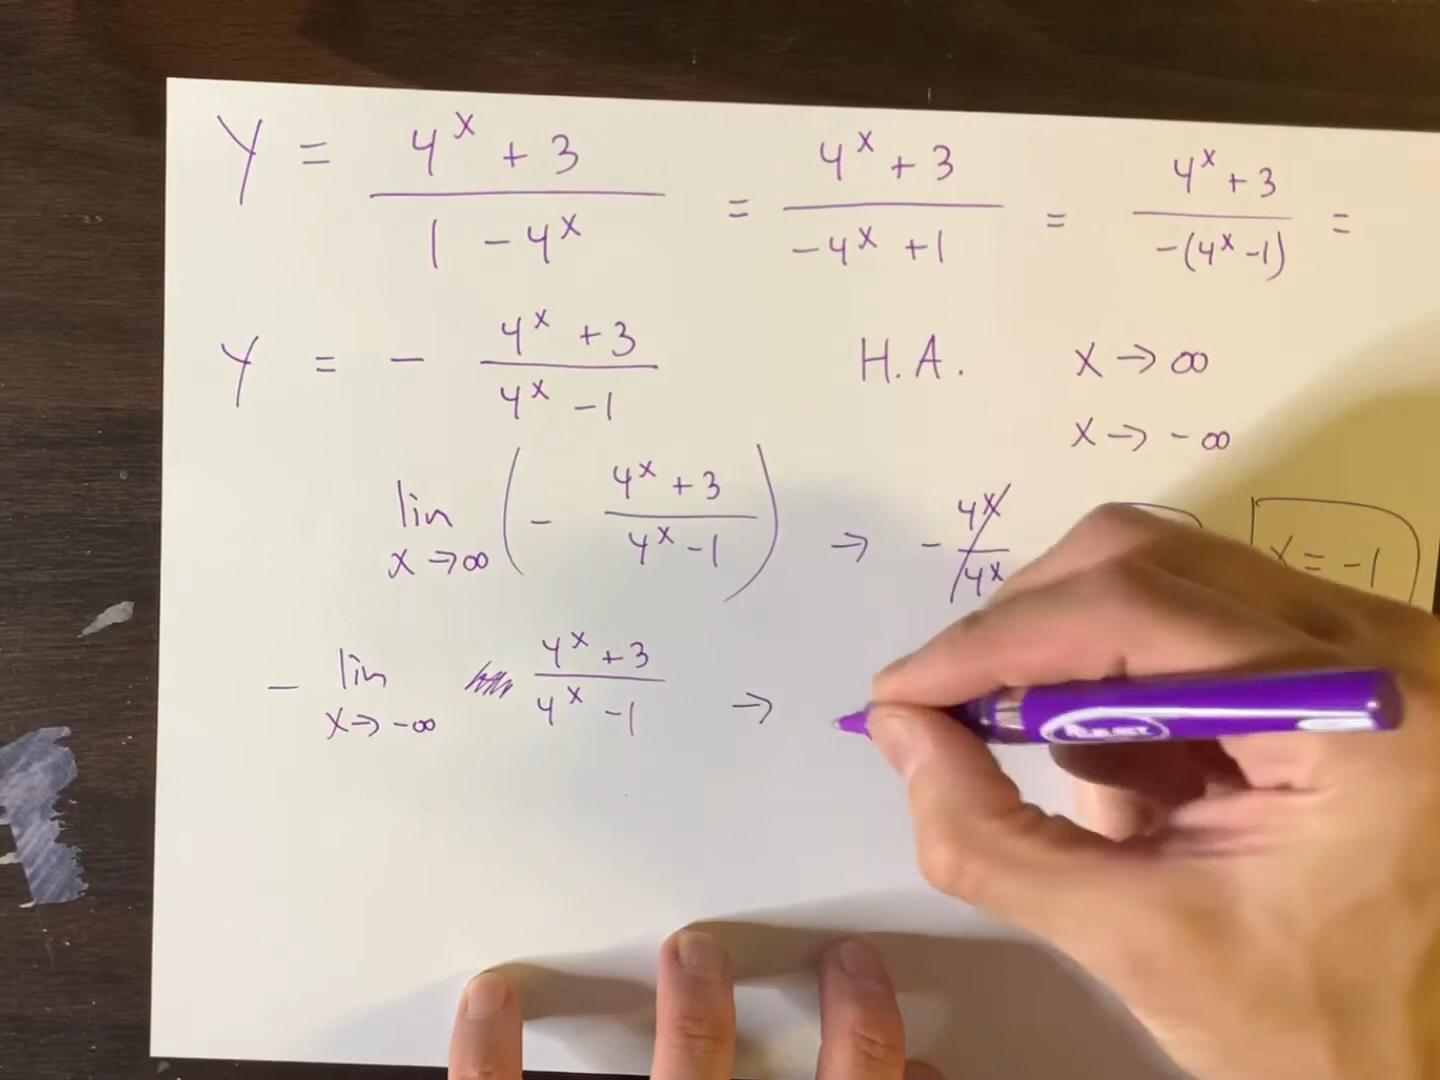 Y = (4^x + 3)/(1 - 4^x) = (4^x + 3)/(-4^x + 1) = (4^x + 3)/(-(4^x - 1)) =
Y = - (4^x + 3)/(4^x - 1) H.A. x → ∞
x → -∞
lim x → ∞ (- (4^x + 3)/(4^x - 1)) → - 4^x/4^x x = -1
- lim x → -∞ (4^x + 3)/(4^x - 1) →